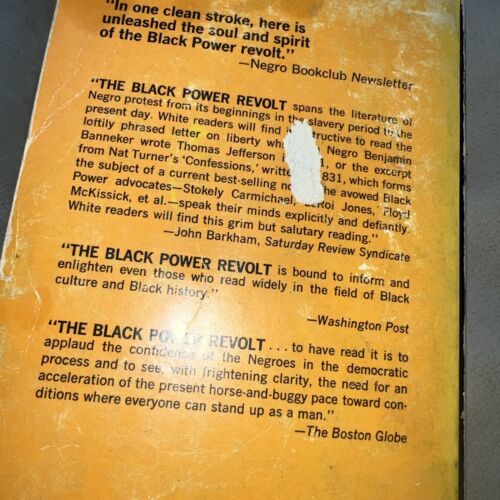 "In one clean stroke, here is
unleashed the soul and spirit
of the Black Power revolt."
—Negro Bookclub Newsletter
"THE BLACK POWER REVOLT spans the literature of
Negro protest from its beginnings in the slavery period to the
present day. White readers will find structive to read the
loftily phrased letter on liberty Negro Benjamin
Banneker wrote Thomas Jefferson 1, or the excerpt
from Nat Turner's 'Confessions,' 831, which forms
the subject of a current best-selling the avowed Black
Power advocates—Stokely Carmichael, LeRoi Jones, Floyd
McKissick, et al.—speak their minds explicitly and defiantly.
White readers will find this grim but salutary reading."
—John Barkham, Saturday Review Syndicate
"THE BLACK POWER REVOLT is bound to inform and
enlighten even those who read widely in the field of Black
culture and Black history."
—Washington Post
"THE BLACK POWER REVOLT . . . to have read it is to
applaud the confidence of the Negroes in the democratic
process and to see, with frightening clarity, the need for an
acceleration of the present horse-and-buggy pace toward con-
ditions where everyone can stand up as a man."
—The Boston Globe